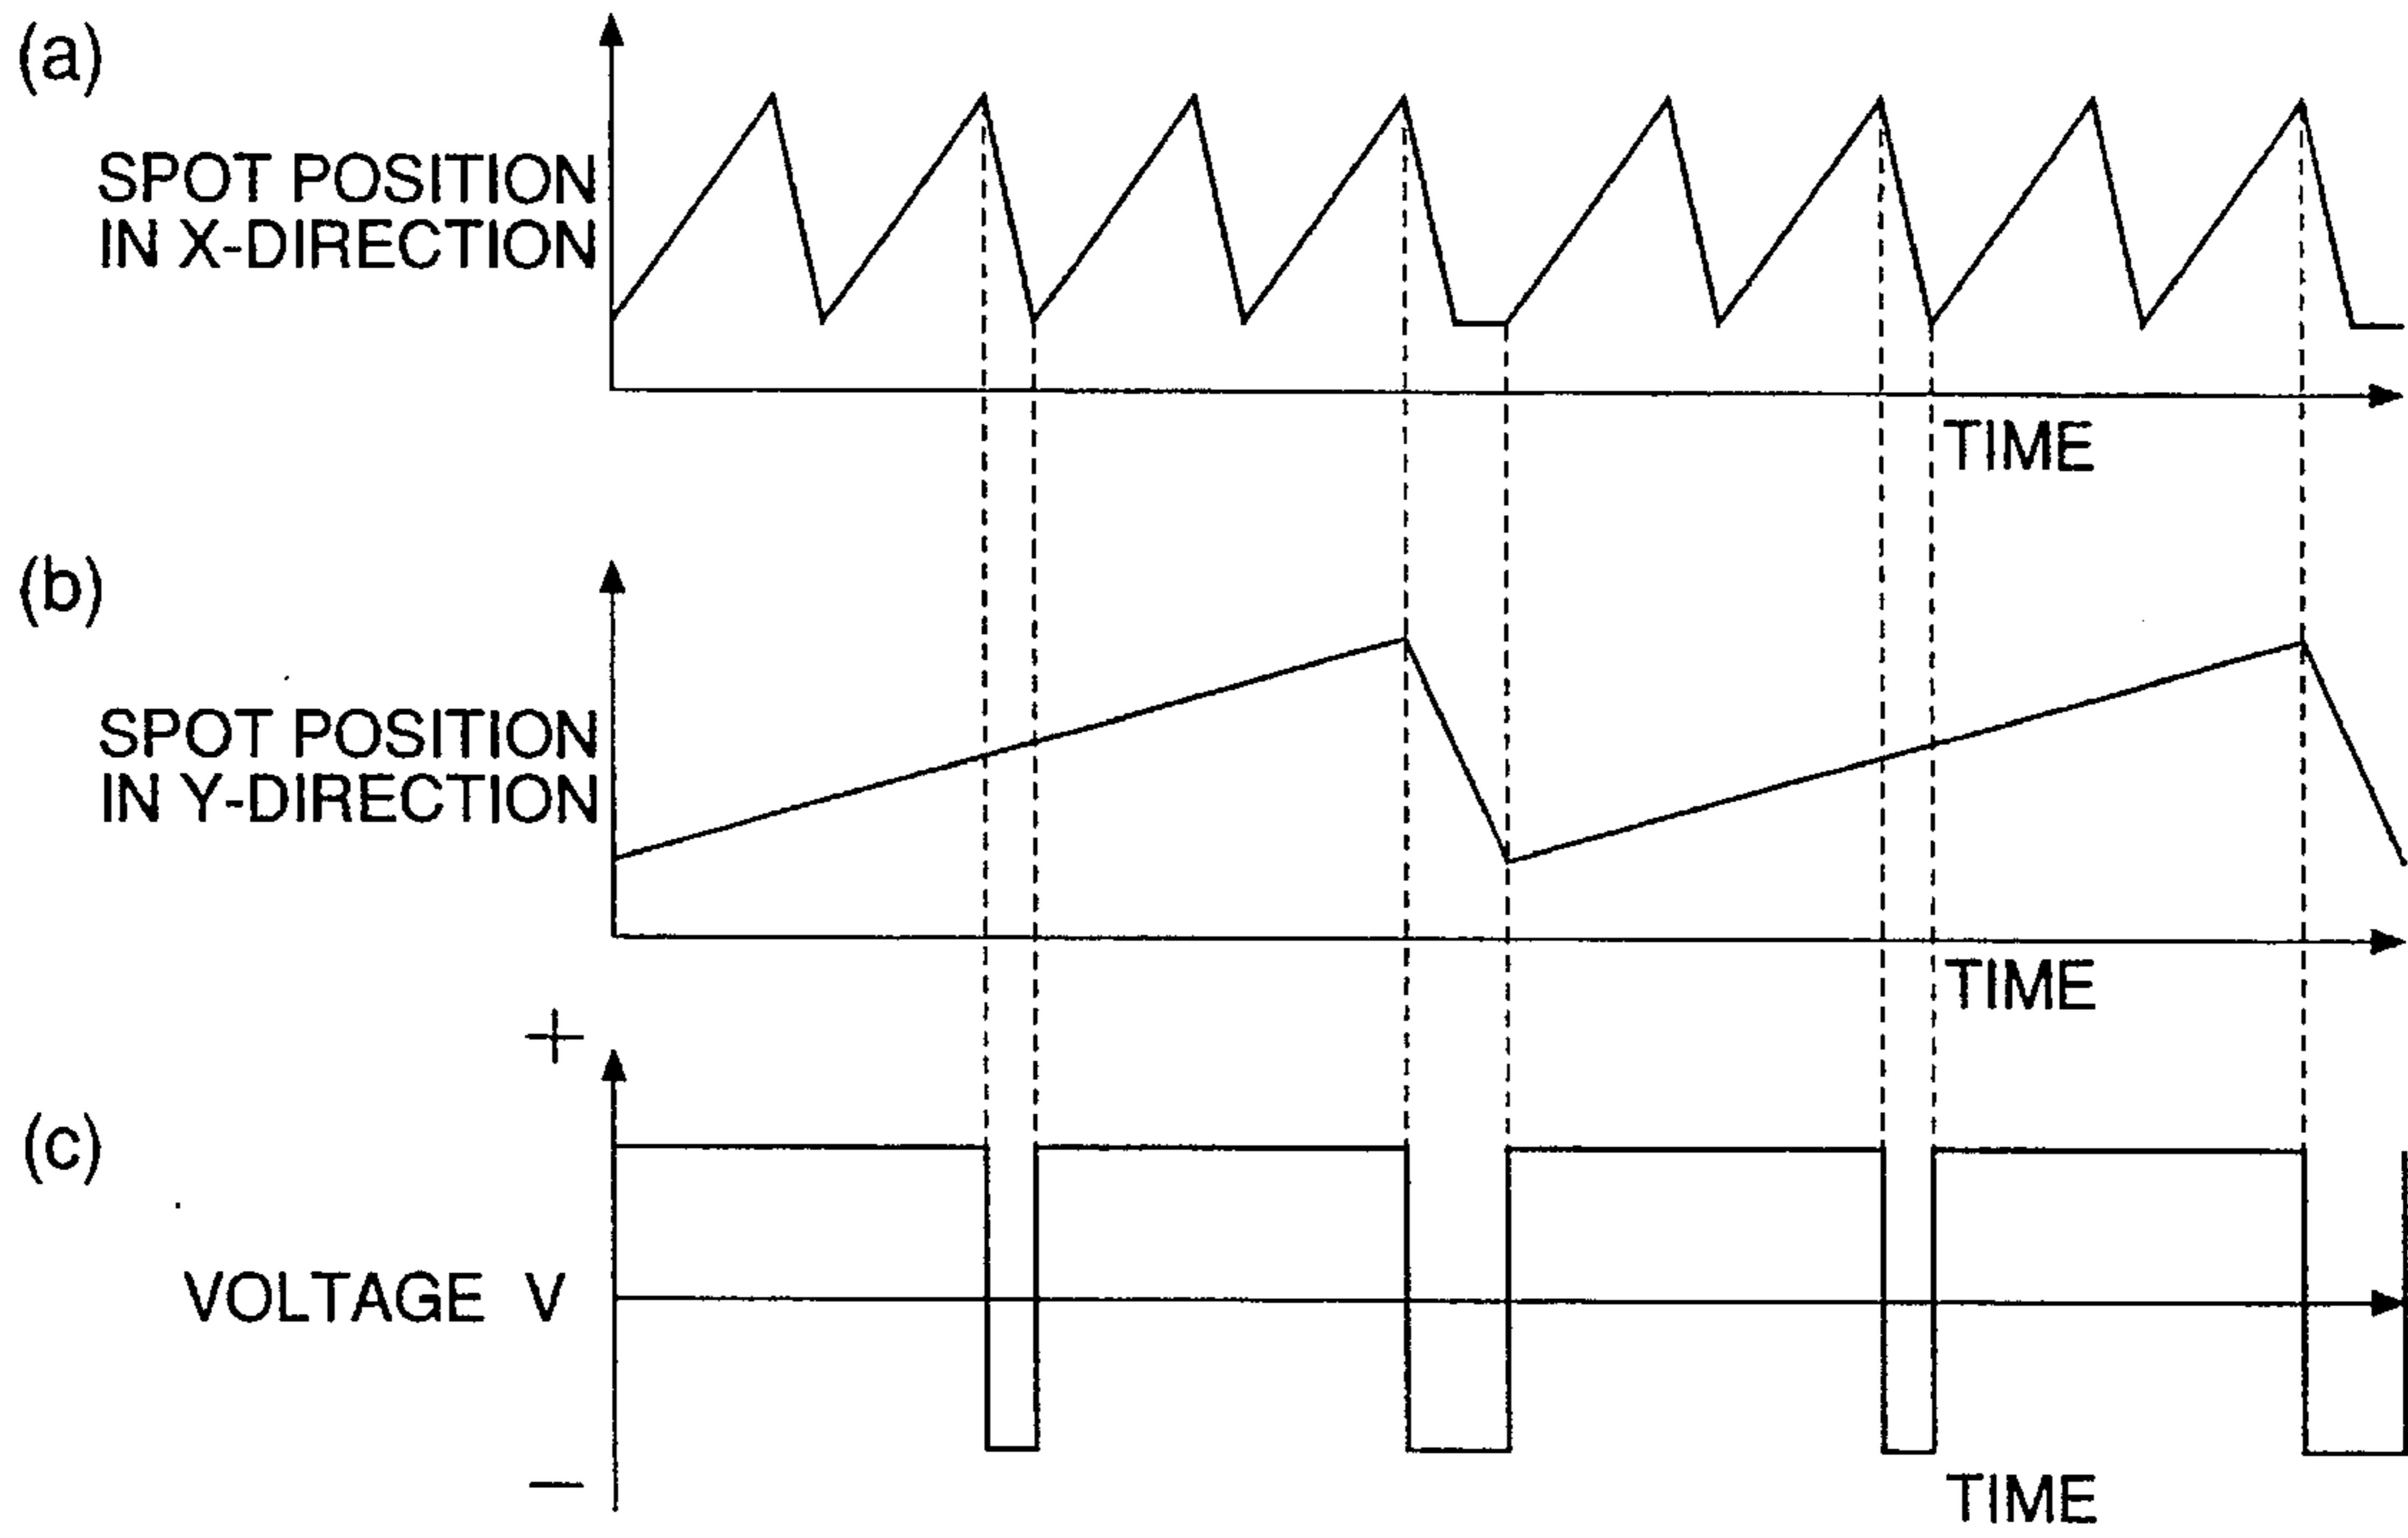 (a)
SPOT POSITION
IN X-DIRECTION
TIME
(b)
SPOT POSITION
IN Y-DIRECTION
TIME
+
(c)
VOLTAGE V
−
TIME